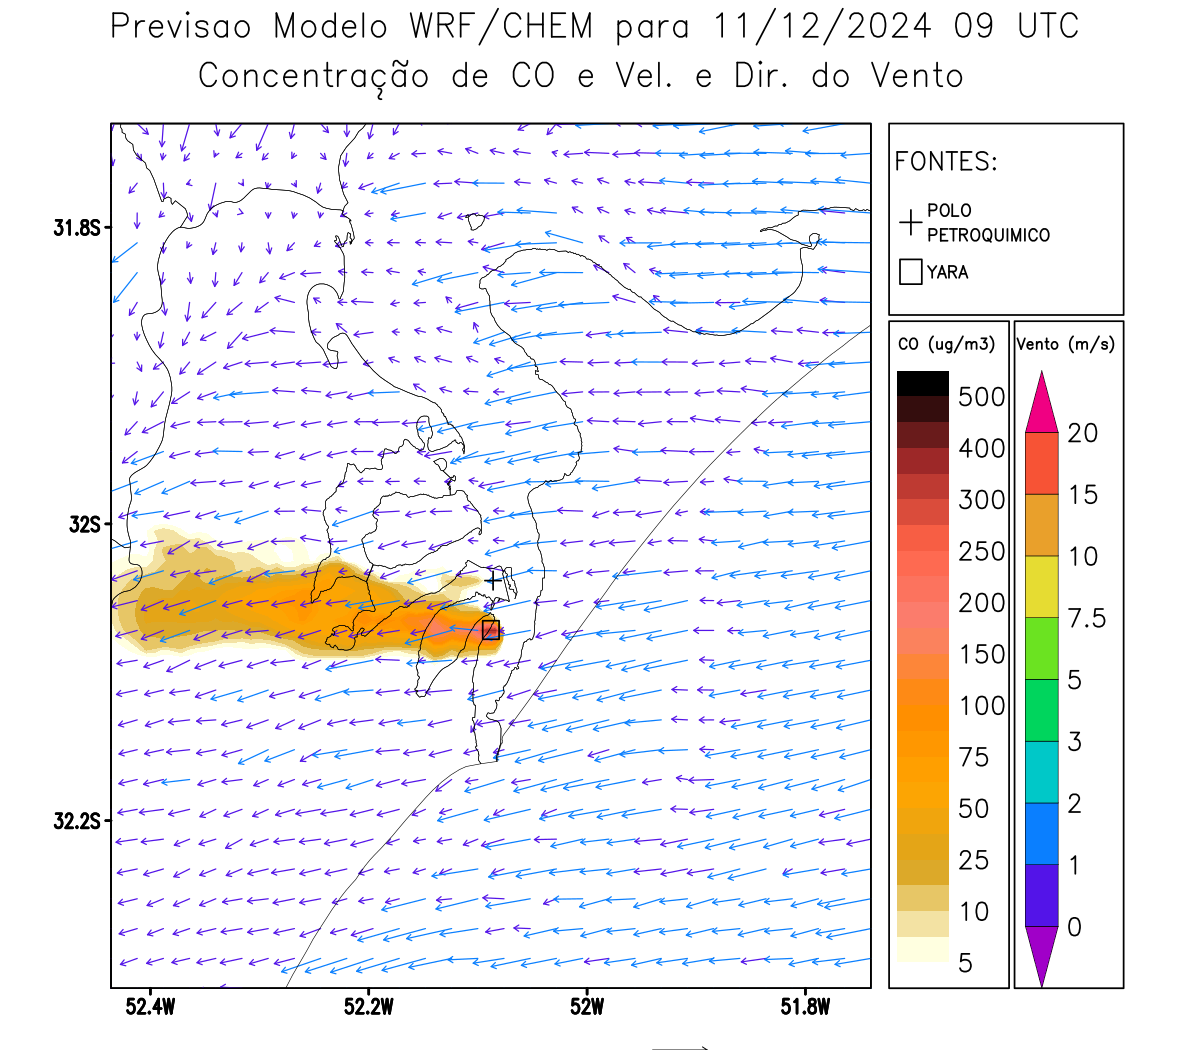 Previsao Modelo WRF/CHEM para 11/12/2024 09 UTC
Concentração de CO e Vel. e Dir. do Vento
FONTES:
POLO
PETROQUIMICO
YARA
CO (ug/m3)
500
400
300
250
200
150
100
75
50
25
10
5
Vento (m/s)
20
15
10
7.5
5
3
2
1
0
31.8S
32S
32.2S
52.4W
52.2W
52W
51.8W